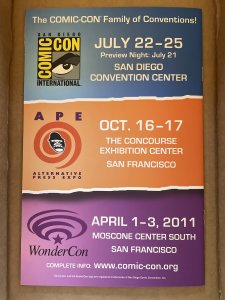 The COMIC-CON Family of Conventions!
SAN DIEGO
COMIC CON
INTERNATIONAL
JULY 22–25
Preview Night: July 21
SAN DIEGO
CONVENTION CENTER
APE
ALTERNATIVE
PRESS EXPO
OCT. 16–17
THE CONCOURSE
EXHIBITION CENTER
SAN FRANCISCO
WonderCon
APRIL 1–3, 2011
MOSCONE CENTER SOUTH
SAN FRANCISCO
COMPLETE INFO: www.comic-con.org